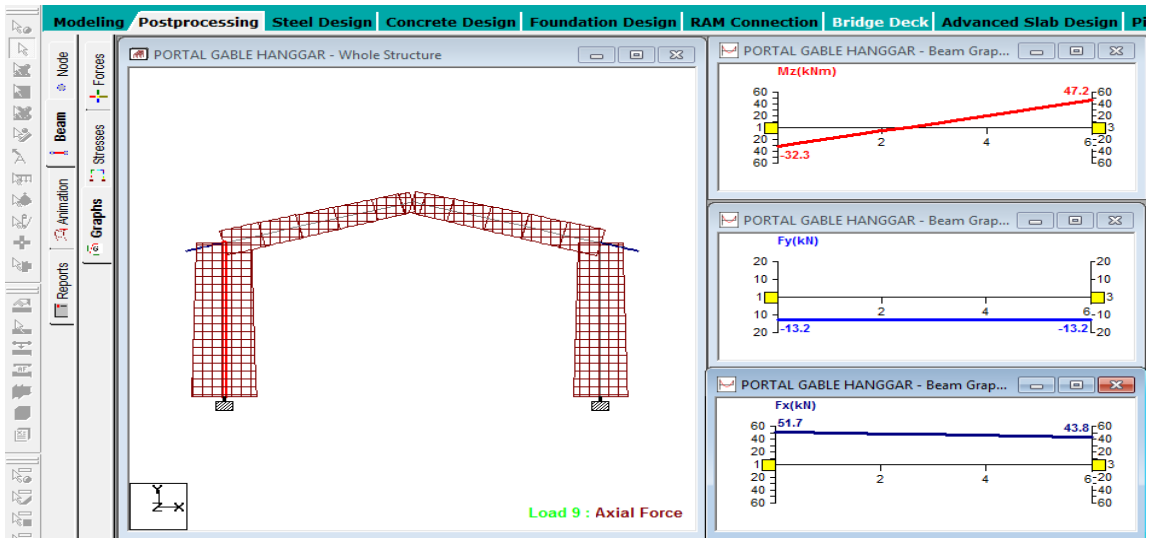 Modeling Postprocessing Steel Design Concrete Design Foundation Design RAM Connection Bridge Deck Advanced Slab Design Pi
Node
Beam
Animation
Reports
Forces
Stresses
Graphs
PORTAL GABLE HANGGAR - Whole Structure
Y
Z X
Load 9 : Axial Force
PORTAL GABLE HANGGAR - Beam Grap...
Mz(kNm)
60 47.2 60
40 40
20 20
1 3
20 2 4 6 20
40 -32.3 40
60 60
PORTAL GABLE HANGGAR - Beam Grap...
Fy(kN)
20 20
10 10
1 3
10 2 4 6 10
20 -13.2 -13.2 20
PORTAL GABLE HANGGAR - Beam Grap...
Fx(kN)
60 51.7 43.8 60
40 40
20 20
1 3
20 2 4 6 20
40 40
60 60